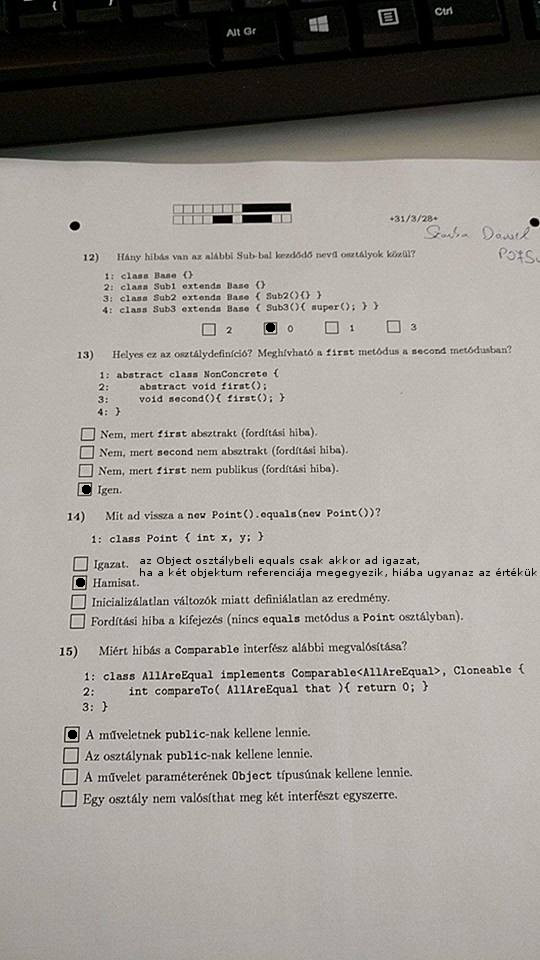 Alt Gr
Ctrl
+31/3/28+
12) Hány hibás van az alábbi Sub-bal kezdődő nevű osztályok közül?
1: class Base {}
2: class Sub1 extends Base {}
3: class Sub2 extends Base { Sub2(){} }
4: class Sub3 extends Base { Sub3(){ super(); } }
2 0 1 3
13) Helyes ez az osztálydefiníció? Meghívható a first metódus a second metódusban?
1: abstract class NonConcrete {
2: abstract void first();
3: void second(){ first(); }
4: }
Nem, mert first absztrakt (fordítási hiba).
Nem, mert second nem absztrakt (fordítási hiba).
Nem, mert first nem publikus (fordítási hiba).
Igen.
14) Mit ad vissza a new Point().equals(new Point())?
1: class Point { int x, y; }
Igazat. az Object osztálybeli equals csak akkor ad igazat,
ha a két objektum referenciája megegyezik, hiába ugyanaz az értékük
Hamisat.
Inicializálatlan változók miatt definiálatlan az eredmény.
Fordítási hiba a kifejezés (nincs equals metódus a Point osztályban).
15) Miért hibás a Comparable interfész alábbi megvalósítása?
1: class AllAreEqual implements Comparable<AllAreEqual>, Cloneable {
2: int compareTo( AllAreEqual that ){ return 0; }
3: }
A műveletnek public-nak kellene lennie.
Az osztálynak public-nak kellene lennie.
A művelet paraméterének Object típusúnak kellene lennie.
Egy osztály nem valósíthat meg két interfészt egyszerre.